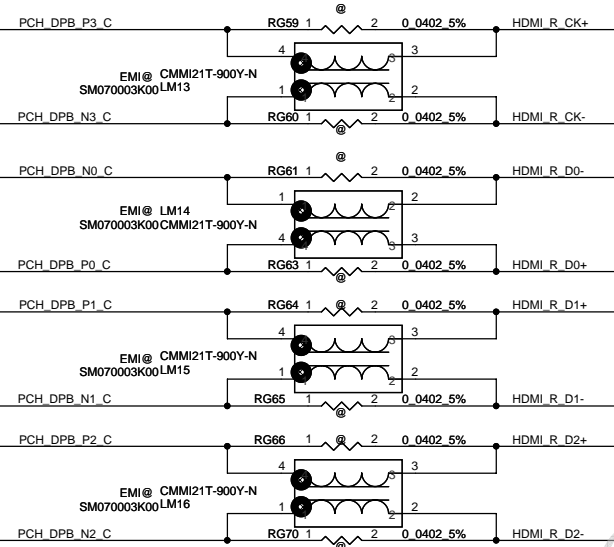 @
PCH_DPB_P3_C RG59 1 2 0_0402_5% HDMI_R_CK+
4 3
EMI@ CMMI21T-900Y-N
SM070003K00 LM13
1 2
PCH_DPB_N3_C RG60 1 2 0_0402_5% HDMI_R_CK-
@
@
PCH_DPB_N0_C RG61 1 2 0_0402_5% HDMI_R_D0-
1 2
EMI@ LM14
SM070003K00 CMMI21T-900Y-N
4 3
PCH_DPB_P0_C RG63 1 2 0_0402_5% HDMI_R_D0+
@
PCH_DPB_P1_C RG64 1 @ 2 0_0402_5% HDMI_R_D1+
4 3
EMI@ CMMI21T-900Y-N
SM070003K00 LM15
1 2
PCH_DPB_N1_C RG65 1 2 0_0402_5% HDMI_R_D1-
@
PCH_DPB_P2_C RG66 1 @ 2 0_0402_5% HDMI_R_D2+
4 3
EMI@ CMMI21T-900Y-N
SM070003K00 LM16
1 2
PCH_DPB_N2_C RG70 1 2 0_0402_5% HDMI_R_D2-
@